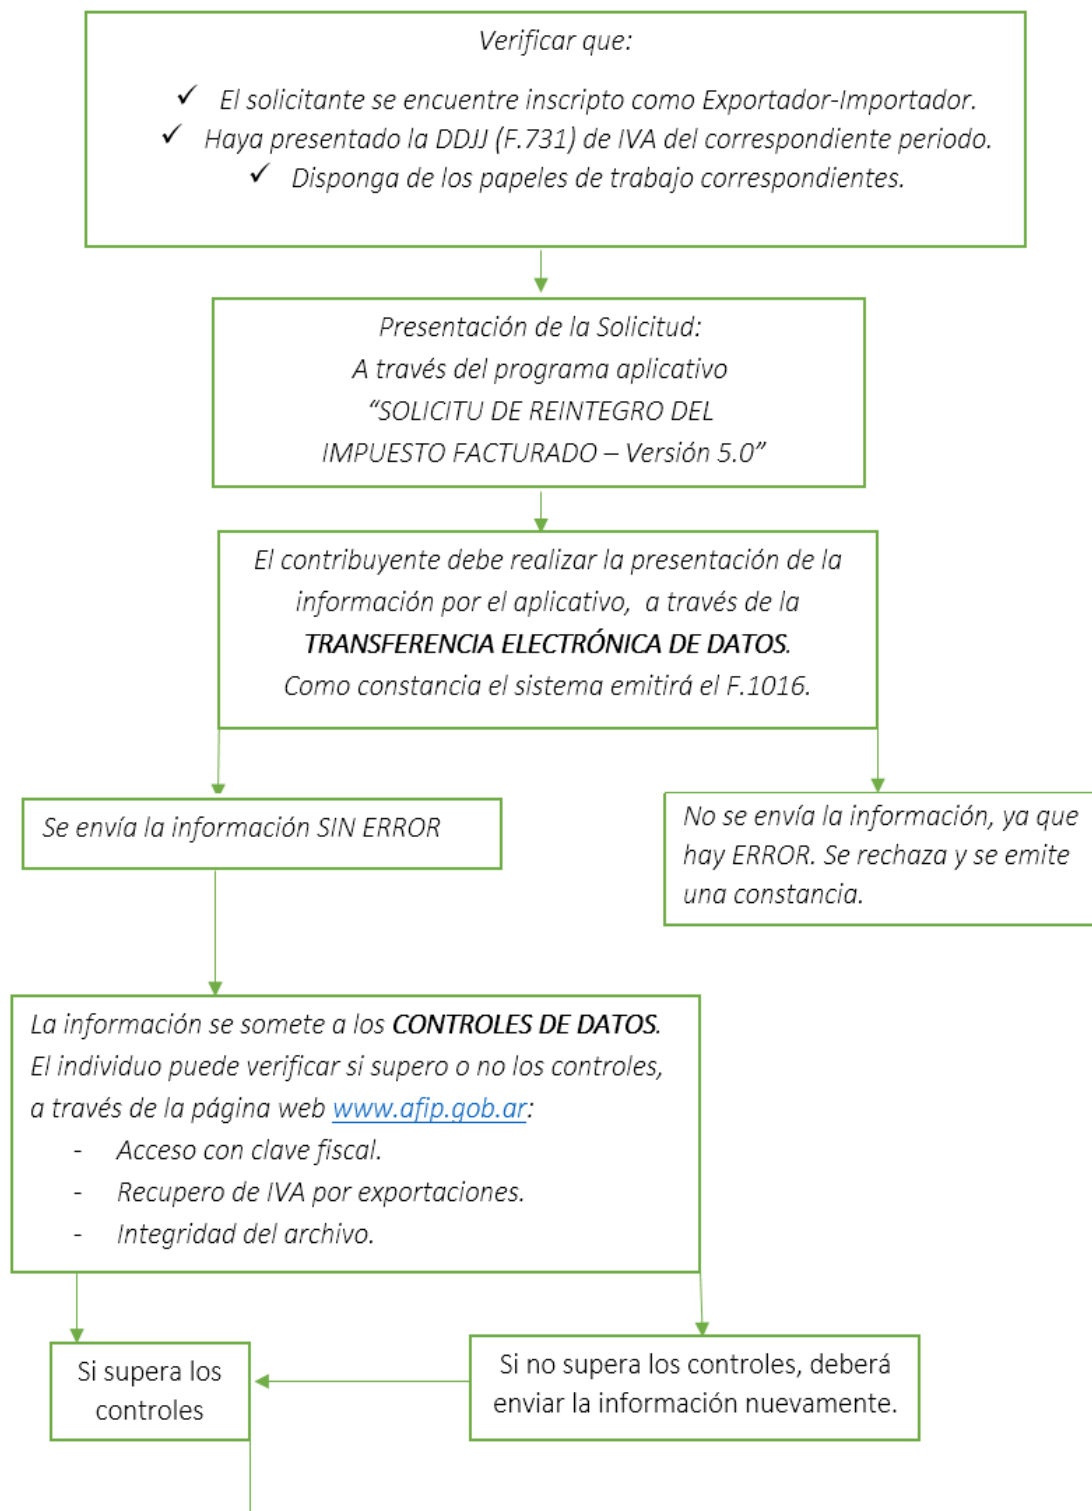 Verificar que:
✓ El solicitante se encuentre inscripto como Exportador-Importador.
✓ Haya presentado la DDJJ (F.731) de IVA del correspondiente periodo.
✓ Disponga de los papeles de trabajo correspondientes.
Presentación de la Solicitud:
A través del programa aplicativo
“SOLICITU DE REINTEGRO DEL
IMPUESTO FACTURADO – Versión 5.0”
El contribuyente debe realizar la presentación de la
información por el aplicativo, a través de la
TRANSFERENCIA ELECTRÓNICA DE DATOS.
Como constancia el sistema emitirá el F.1016.
Se envía la información SIN ERROR
No se envía la información, ya que
hay ERROR. Se rechaza y se emite
una constancia.
La información se somete a los CONTROLES DE DATOS.
El individuo puede verificar si supero o no los controles,
a través de la página web www.afip.gob.ar:
- Acceso con clave fiscal.
- Recupero de IVA por exportaciones.
- Integridad del archivo.
Si supera los
controles
Si no supera los controles, deberá
enviar la información nuevamente.